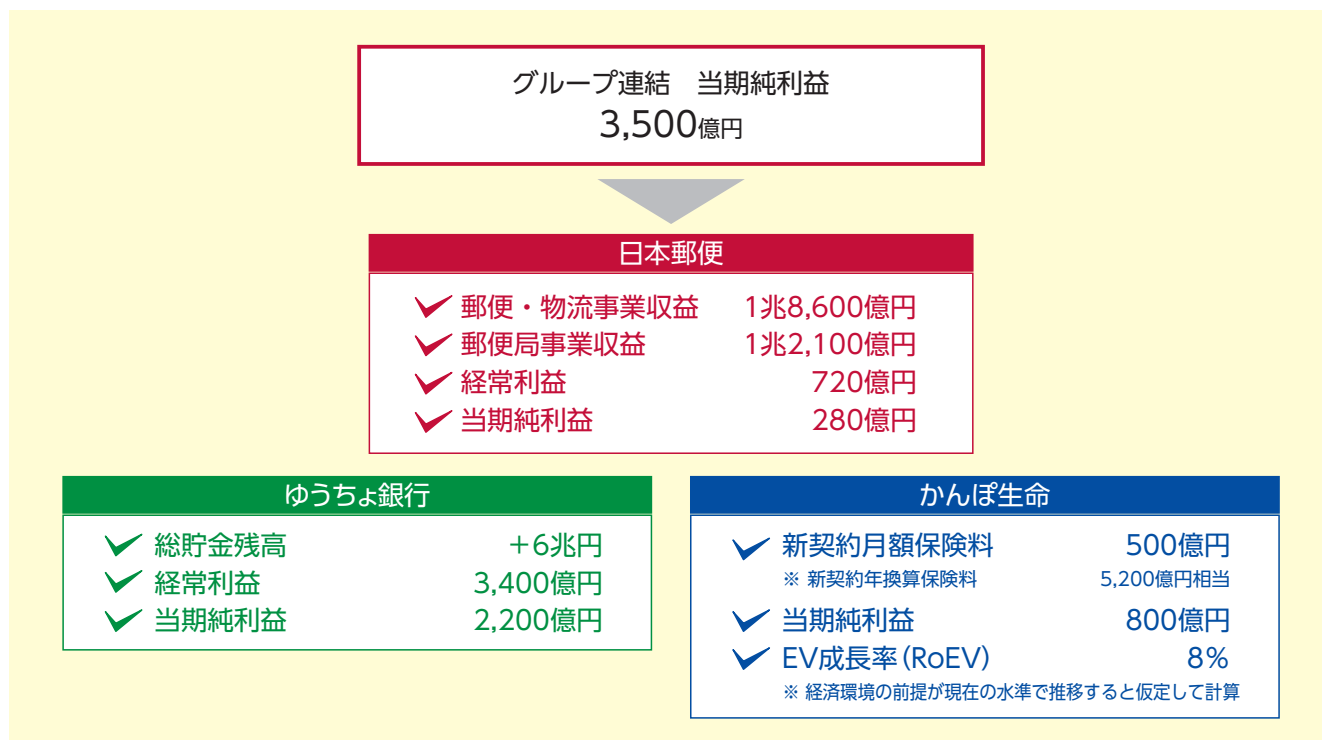 グループ連結　当期純利益
3,500億円
日本郵便
郵便・物流事業収益 1兆8,600億円
郵便局事業収益 1兆2,100億円
経常利益 720億円
当期純利益 280億円
ゆうちょ銀行
総貯金残高 ＋6兆円
経常利益 3,400億円
当期純利益 2,200億円
かんぽ生命
新契約月額保険料 500億円
※ 新契約年換算保険料 5,200億円相当
当期純利益 800億円
EV成長率（RoEV） 8%
※ 経済環境の前提が現在の水準で推移すると仮定して計算